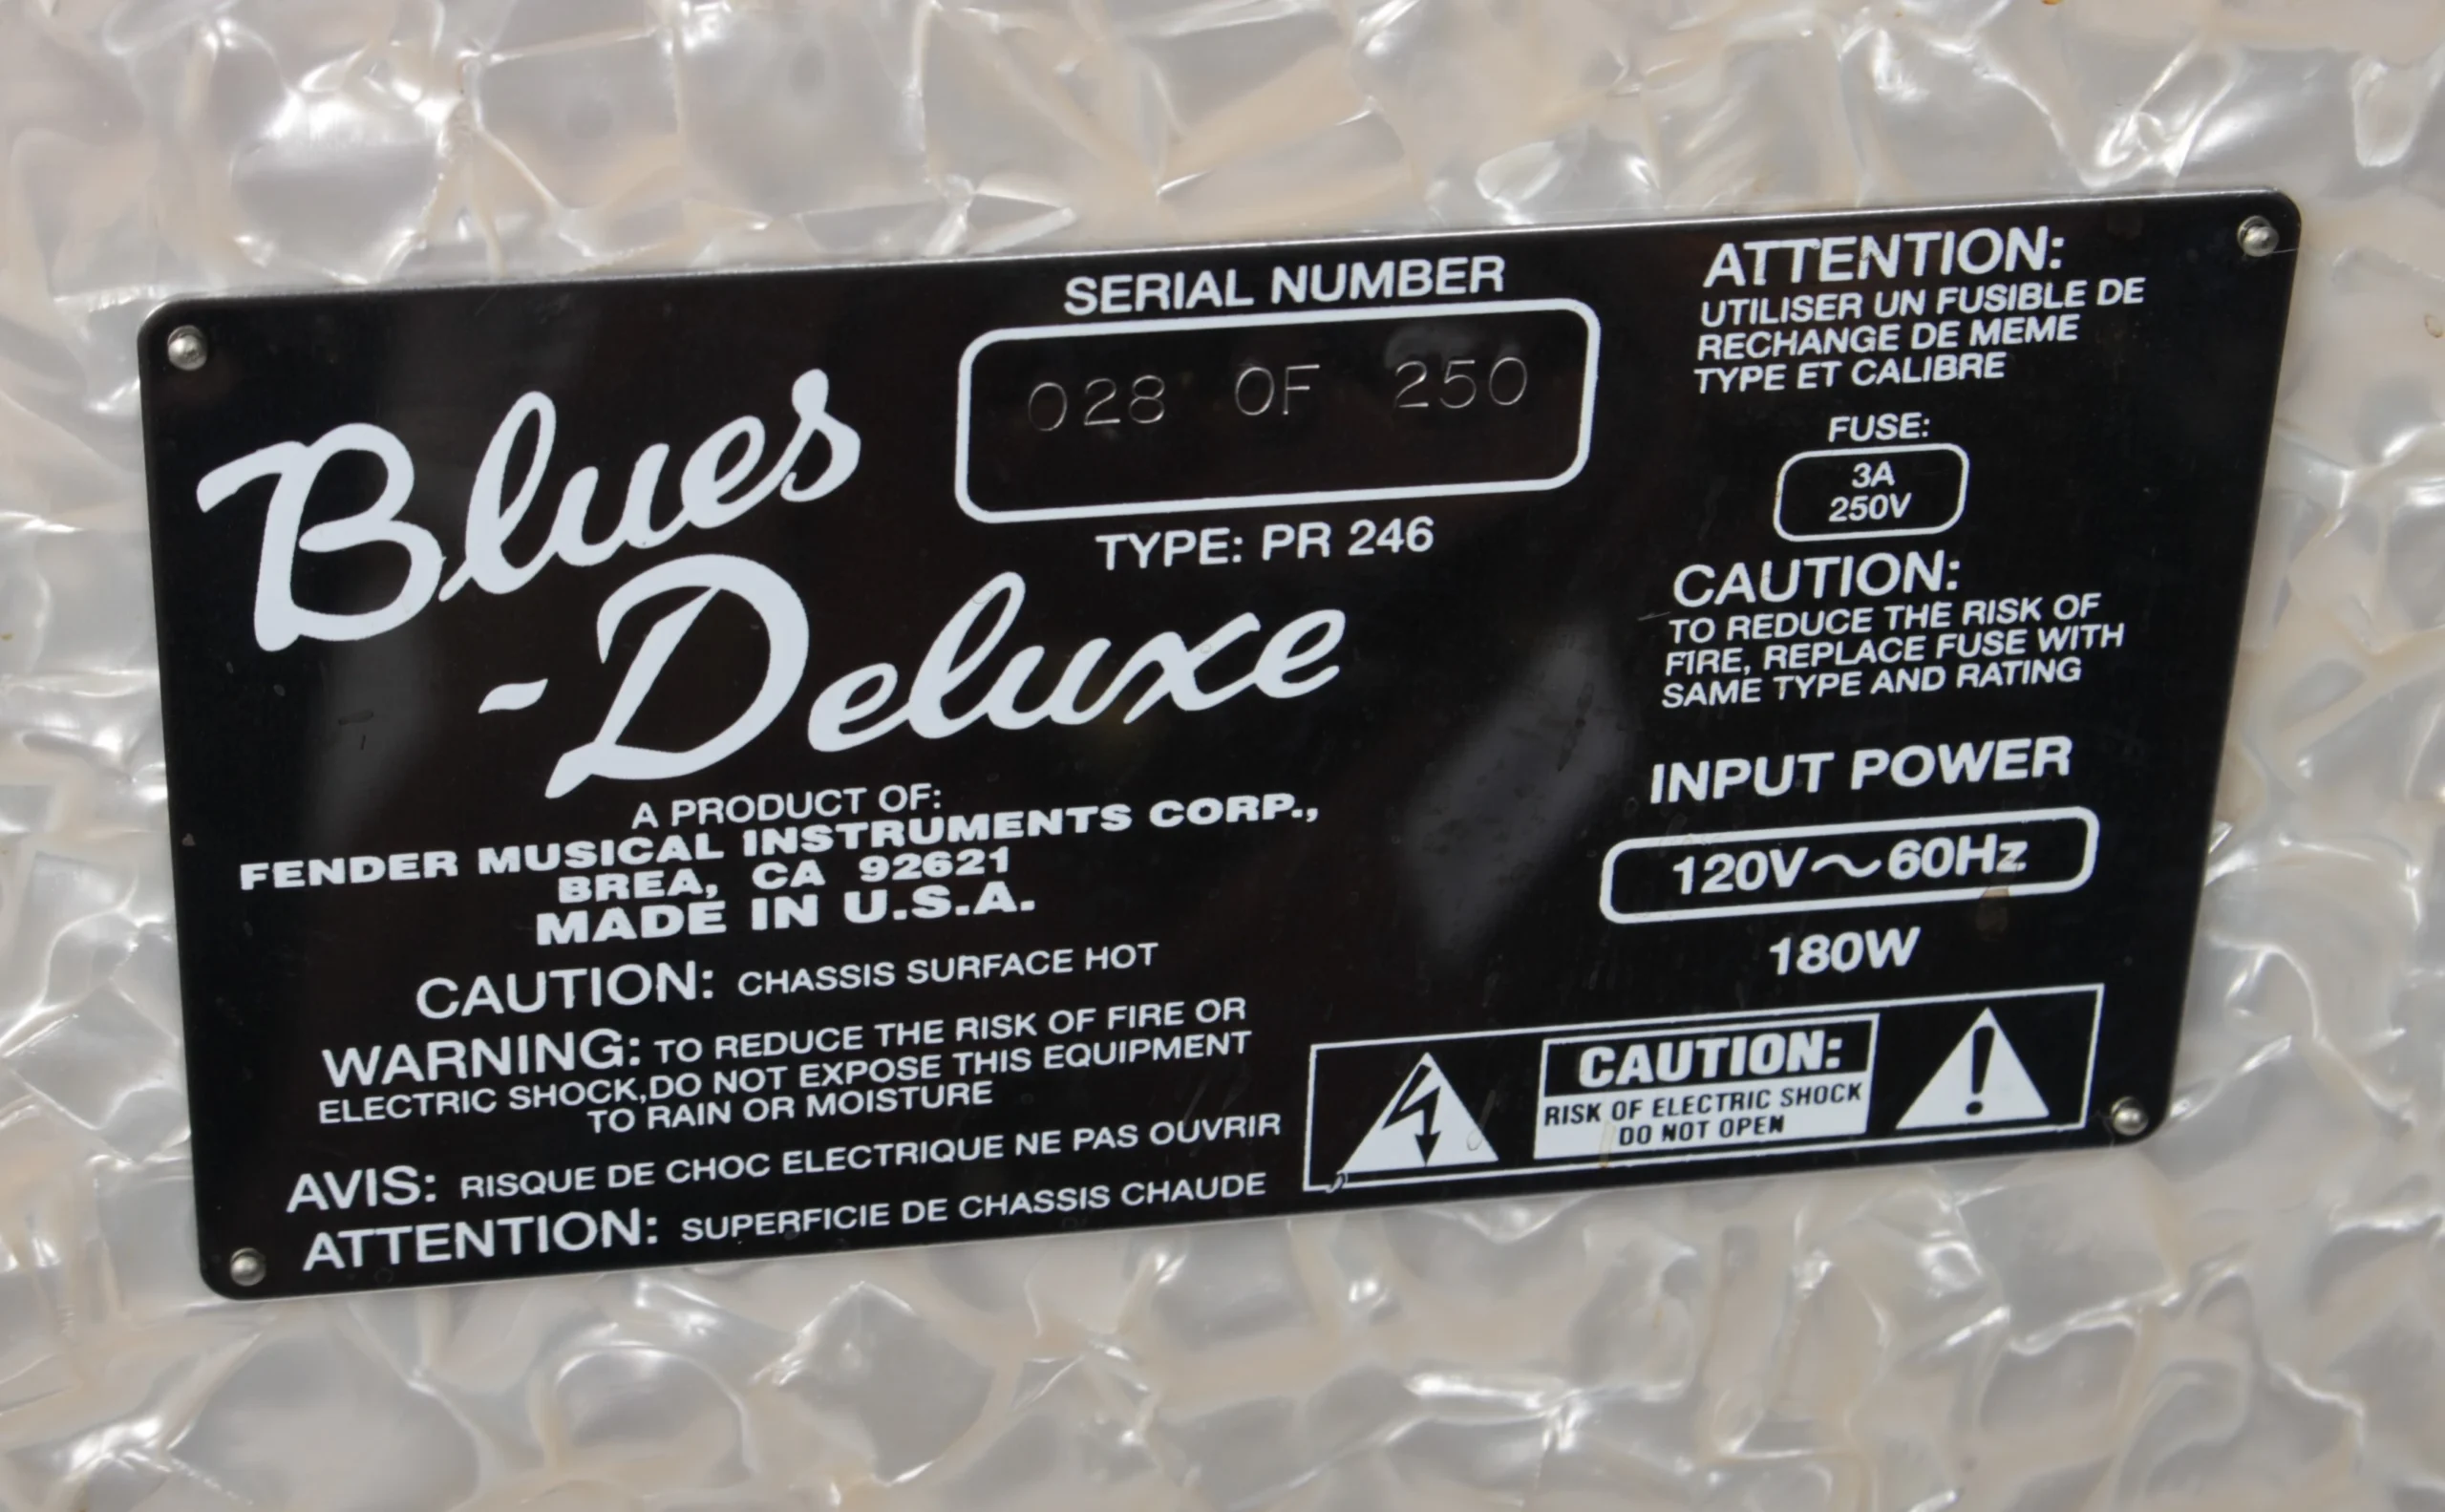 Blues
-Deluxe
SERIAL NUMBER
028 OF 250
TYPE: PR 246
A PRODUCT OF:
FENDER MUSICAL INSTRUMENTS CORP.,
BREA, CA 92621
MADE IN U.S.A.
CAUTION: CHASSIS SURFACE HOT
WARNING: TO REDUCE THE RISK OF FIRE OR
ELECTRIC SHOCK,DO NOT EXPOSE THIS EQUIPMENT
TO RAIN OR MOISTURE
AVIS: RISQUE DE CHOC ELECTRIQUE NE PAS OUVRIR
ATTENTION: SUPERFICIE DE CHASSIS CHAUDE
ATTENTION:
UTILISER UN FUSIBLE DE
RECHANGE DE MEME
TYPE ET CALIBRE
FUSE:
3A
250V
CAUTION:
TO REDUCE THE RISK OF
FIRE, REPLACE FUSE WITH
SAME TYPE AND RATING
INPUT POWER
120V～60Hz
180W
CAUTION:
RISK OF ELECTRIC SHOCK
DO NOT OPEN